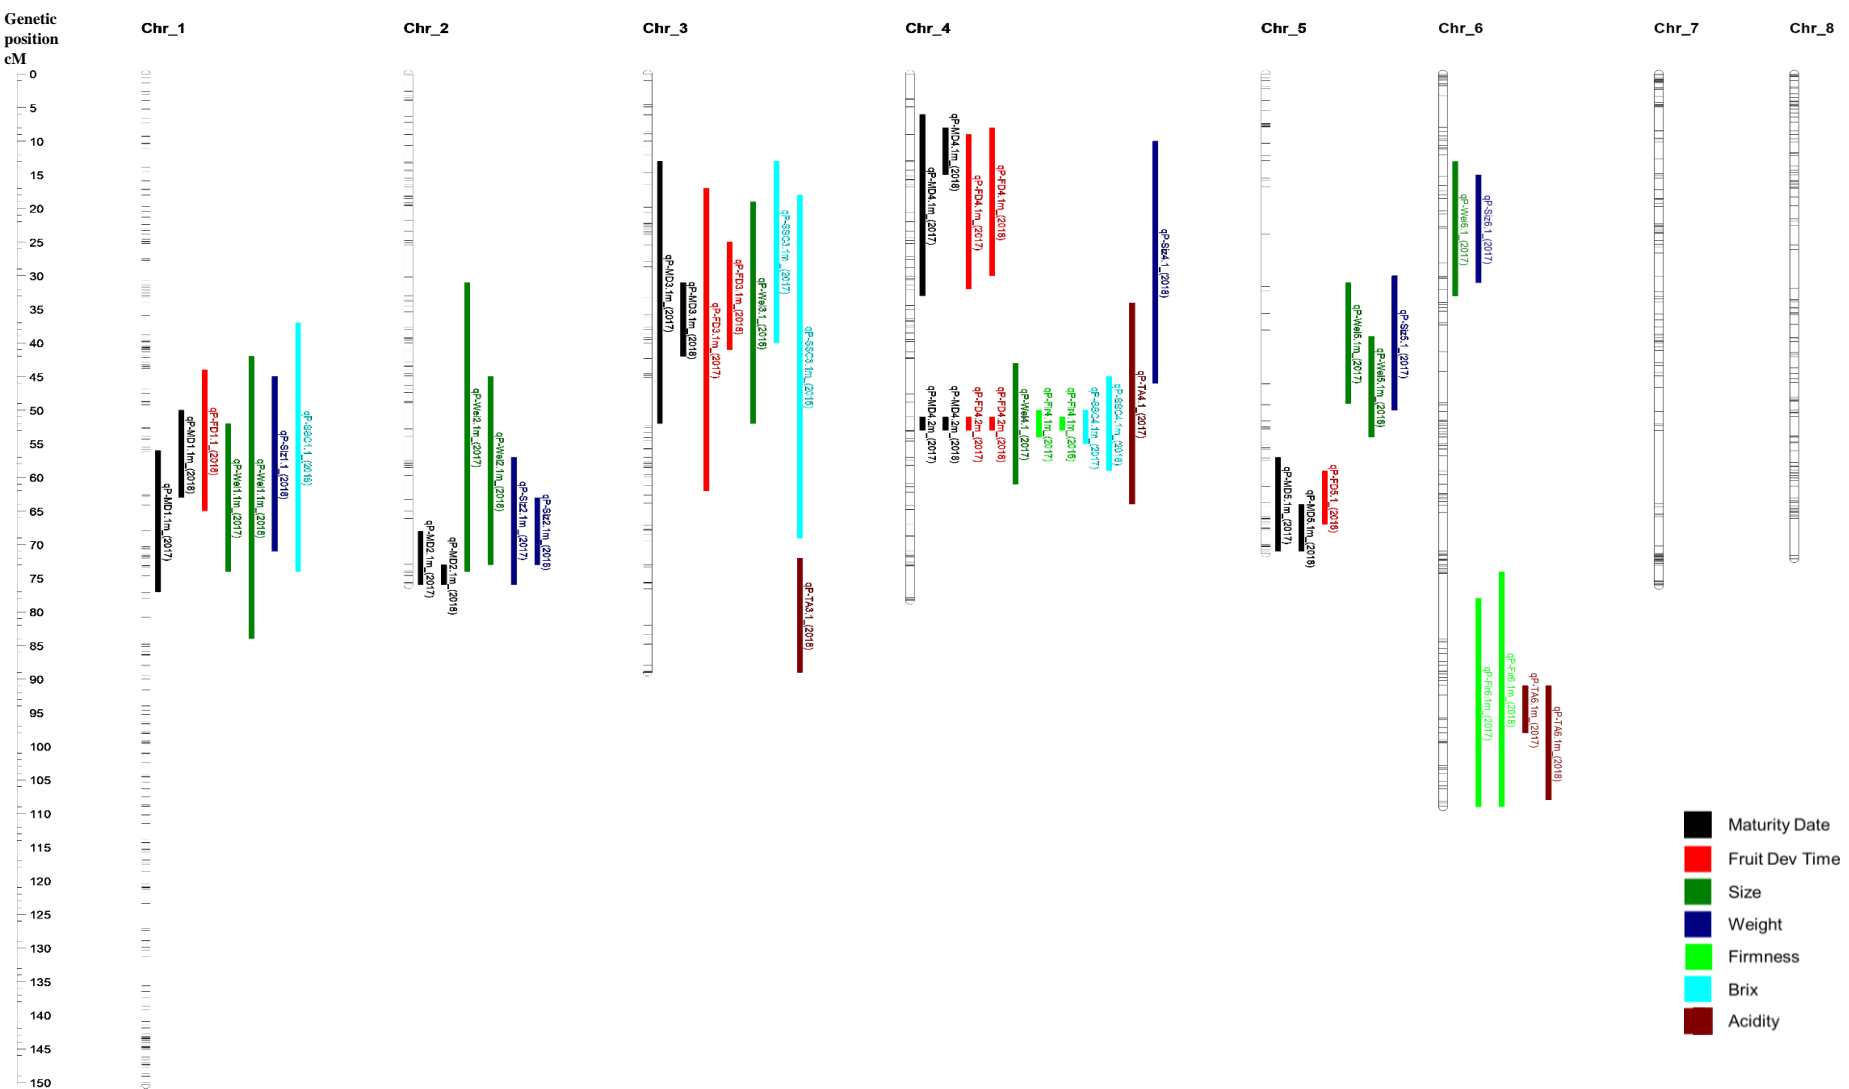 Genetic
position
cM
Chr_1
Chr_2
Chr_3
Chr_4
Chr_5
Chr_6
Chr_7
Chr_8
0
5
10
15
20
25
30
35
40
45
50
55
60
65
70
75
80
85
90
95
100
105
110
115
120
125
130
135
140
145
150
qP-MD1.1m_(2017)
qP-MD1.1m_(2018)
qP-FD1.1_(2018)
qP-Wei1.1m_(2017)
qP-Wei1.1m_(2018)
qP-Siz1.1_(2018)
qP-SSC1.1_(2018)
qP-MD2.1m_(2017)
qP-MD2.1m_(2018)
qP-Wei2.1m_(2017)
qP-Wei2.1m_(2018)
qP-Siz2.1m_(2017)
qP-Siz2.1m_(2018)
qP-MD3.1m_(2017)
qP-MD3.1m_(2018)
qP-FD3.1m_(2017)
qP-FD3.1m_(2018)
qP-Wei3.1_(2018)
qP-SSC3.1m_(2017)
qP-SSC3.1m_(2018)
qP-TA3.1_(2018)
qP-MD4.1m_(2017)
qP-MD4.1m_(2018)
qP-FD4.1m_(2017)
qP-FD4.1m_(2018)
qP-MD4.2m_(2017)
qP-MD4.2m_(2018)
qP-FD4.2m_(2017)
qP-FD4.2m_(2018)
qP-Wei4.1_(2017)
qP-Fir4.1m_(2017)
qP-Fir4.1m_(2018)
qP-SSC4.1m_(2017)
qP-SSC4.1m_(2018)
qP-TA4.1_(2017)
qP-Siz4.1_(2018)
qP-MD5.1m_(2017)
qP-MD5.1m_(2018)
qP-FD5.1_(2018)
qP-Wei5.1m_(2017)
qP-Wei5.1m_(2018)
qP-Siz5.1_(2017)
qP-Wei6.1_(2017)
qP-Siz6.1_(2017)
qP-Fir6.1m_(2017)
qP-Fir6.1m_(2018)
qP-TA6.1m_(2017)
qP-TA6.1m_(2018)
Maturity Date
Fruit Dev Time
Size
Weight
Firmness
Brix
Acidity